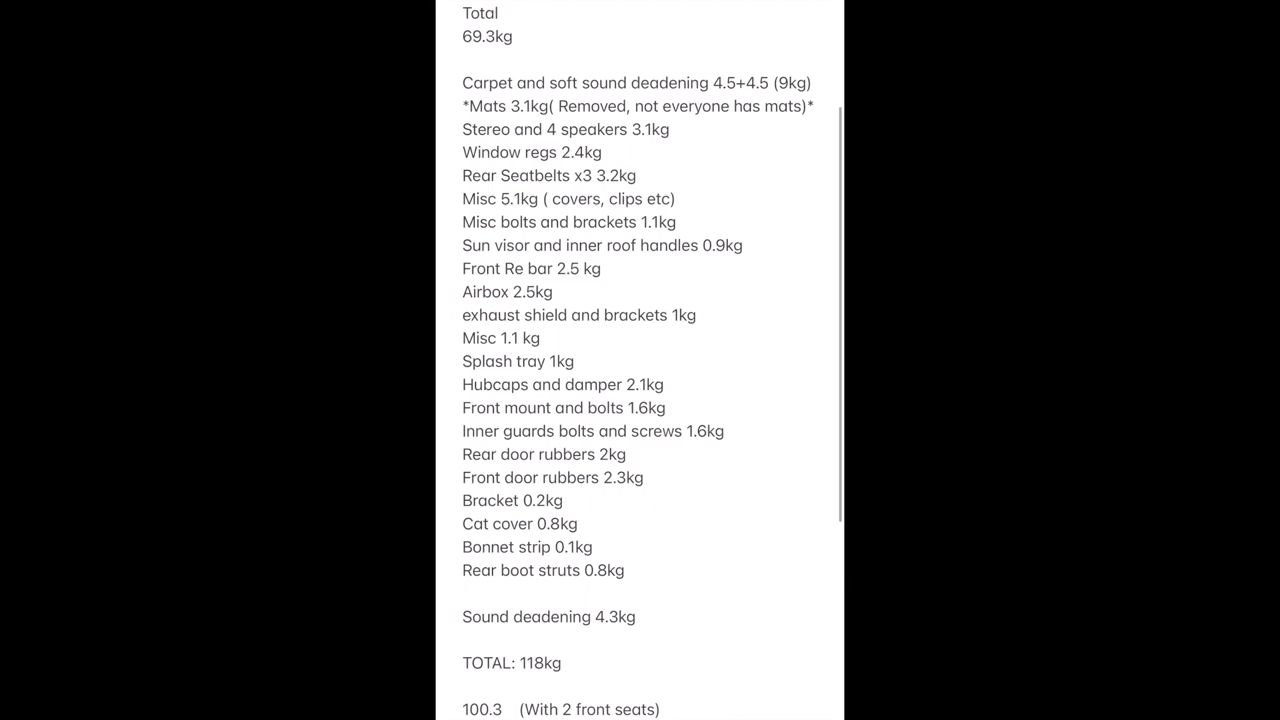 Total
69.3kg
Carpet and soft sound deadening 4.5+4.5 (9kg)
*Mats 3.1kg( Removed, not everyone has mats)*
Stereo and 4 speakers 3.1kg
Window regs 2.4kg
Rear Seatbelts x3 3.2kg
Misc 5.1kg ( covers, clips etc)
Misc bolts and brackets 1.1kg
Sun visor and inner roof handles 0.9kg
Front Re bar 2.5 kg
Airbox 2.5kg
exhaust shield and brackets 1kg
Misc 1.1 kg
Splash tray 1kg
Hubcaps and damper 2.1kg
Front mount and bolts 1.6kg
Inner guards bolts and screws 1.6kg
Rear door rubbers 2kg
Front door rubbers 2.3kg
Bracket 0.2kg
Cat cover 0.8kg
Bonnet strip 0.1kg
Rear boot struts 0.8kg
Sound deadening 4.3kg
TOTAL: 118kg
100.3 (With 2 front seats)